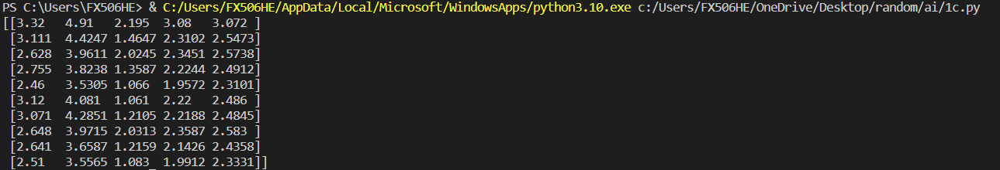 PS C:\Users\FX506HE> & C:/Users/FX506HE/AppData/Local/Microsoft/WindowsApps/python3.10.exe c:/Users/FX506HE/OneDrive/Desktop/random/ai/1c.py
[[3.32   4.91   2.195  3.08   3.072 ]
 [3.111  4.4247 1.4647 2.3102 2.5473]
 [2.628  3.9611 2.0245 2.3451 2.5738]
 [2.755  3.8238 1.3587 2.2244 2.4912]
 [2.46   3.5305 1.066  1.9572 2.3101]
 [3.12   4.081  1.061  2.22   2.486 ]
 [3.071  4.2851 1.2105 2.2188 2.4845]
 [2.648  3.9715 2.0313 2.3587 2.583 ]
 [2.641  3.6587 1.2159 2.1426 2.4358]
 [2.51   3.5565 1.083  1.9912 2.3331]]